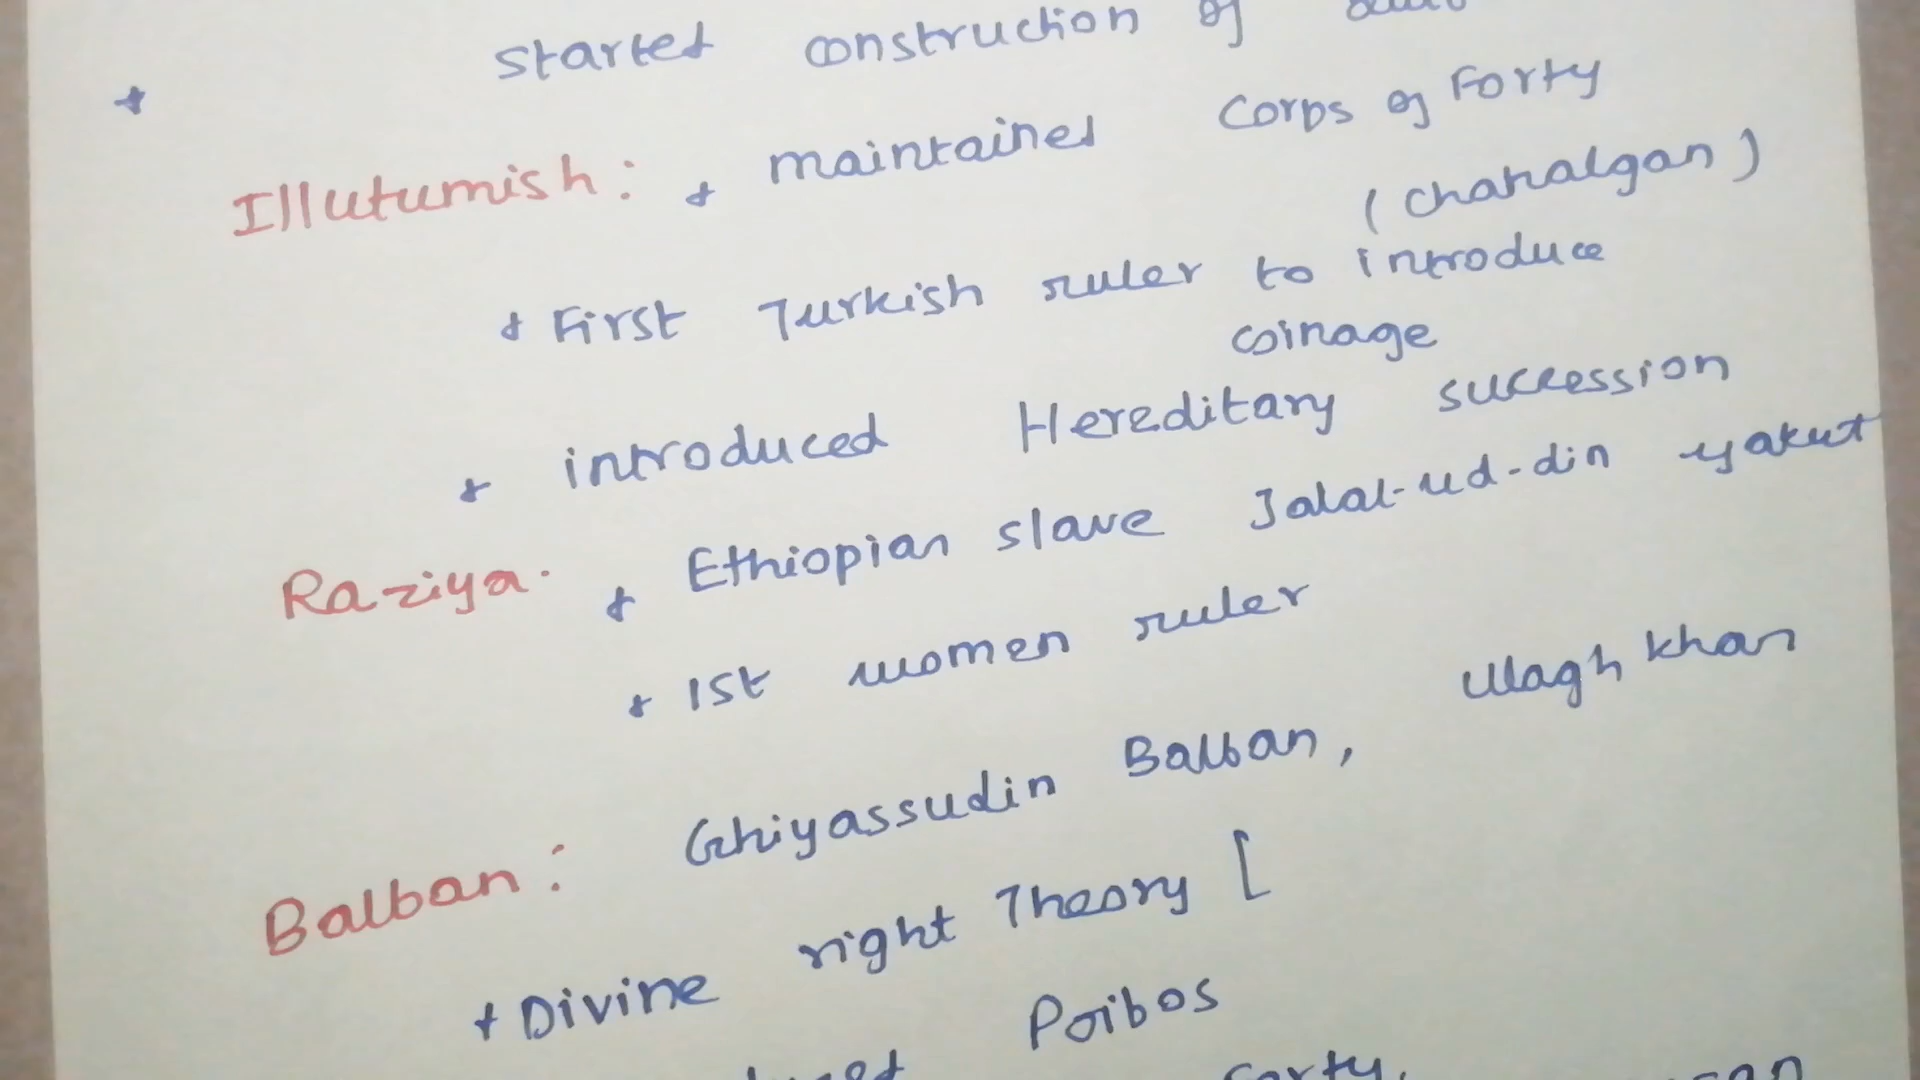 + started construction of
Illutumish: + maintained Corps of Forty
(chahalgan)
+ First Turkish ruler to introduce
coinage
+ introduced Hereditary succession
Raziya. + Ethiopian slave Jalal-ud-din yakut
+ 1st women ruler
Balban: Ghiyassudin Balban, Ulagh khan
+ Divine right Theory [
Poibos
forty,